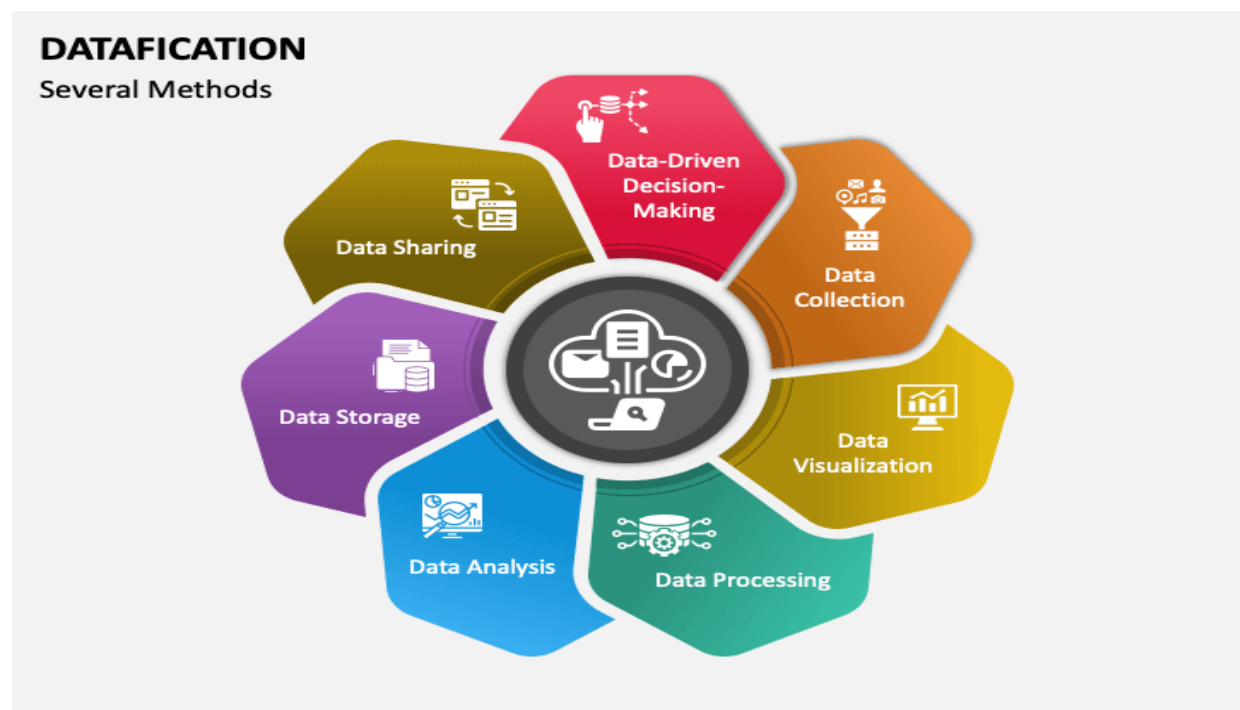 DATAFICATION
Several Methods
Data-Driven
Decision-
Making
Data
Collection
Data
Visualization
Data Processing
Data Analysis
Data Storage
Data Sharing